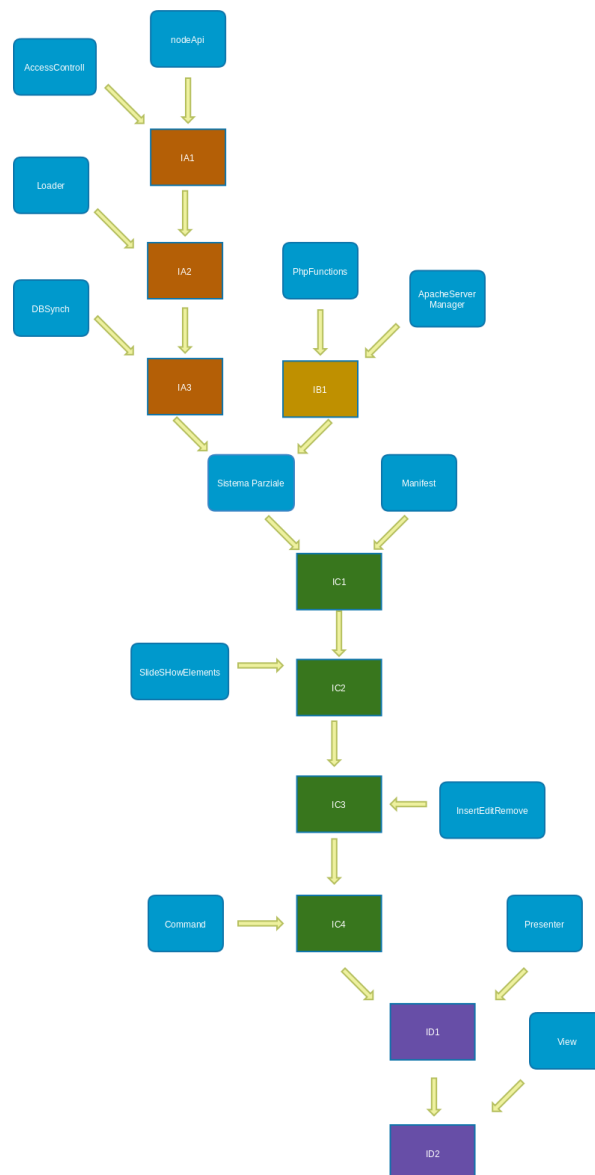 nodeApi
AccessControll
IA1
Loader
IA2
PhpFunctions
ApacheServer
Manager
DBSynch
IA3
IB1
Sistema Parziale
Manifest
IC1
SlideSHowElements
IC2
IC3
InsertEditRemove
Command
IC4
Presenter
ID1
View
ID2